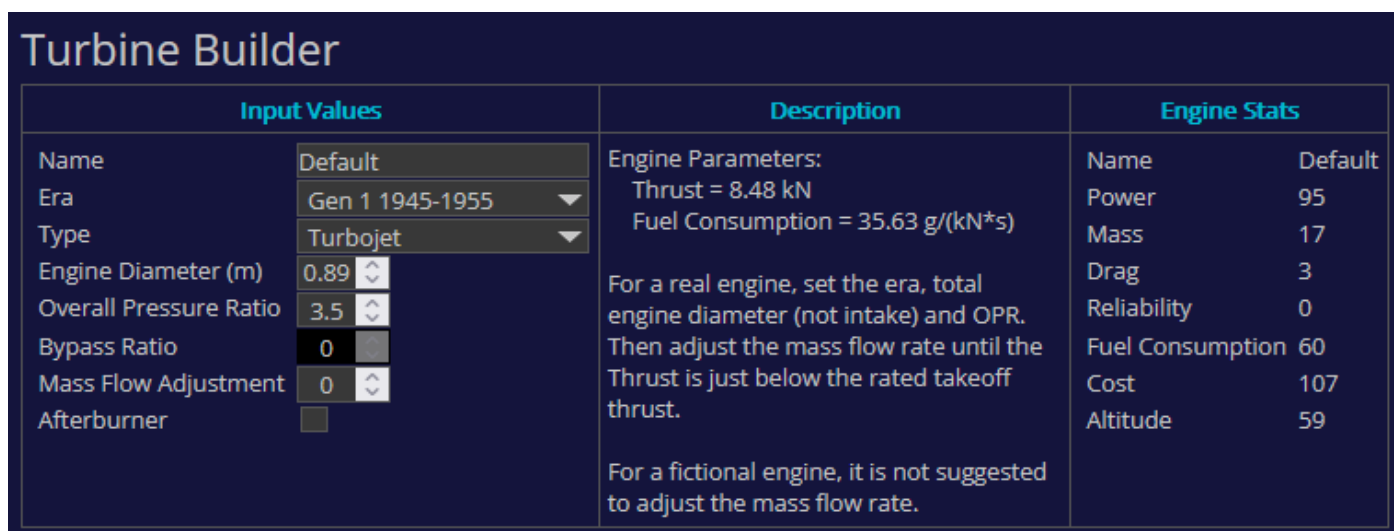 Turbine Builder
Input Values
Name Default
Era Gen 1 1945-1955
Type Turbojet
Engine Diameter (m) 0.89
Overall Pressure Ratio 3.5
Bypass Ratio 0
Mass Flow Adjustment 0
Afterburner
Description
Engine Parameters:
Thrust = 8.48 kN
Fuel Consumption = 35.63 g/(kN*s)
For a real engine, set the era, total
engine diameter (not intake) and OPR.
Then adjust the mass flow rate until the
Thrust is just below the rated takeoff
thrust.
For a fictional engine, it is not suggested
to adjust the mass flow rate.
Engine Stats
Name Default
Power 95
Mass 17
Drag 3
Reliability 0
Fuel Consumption 60
Cost 107
Altitude 59